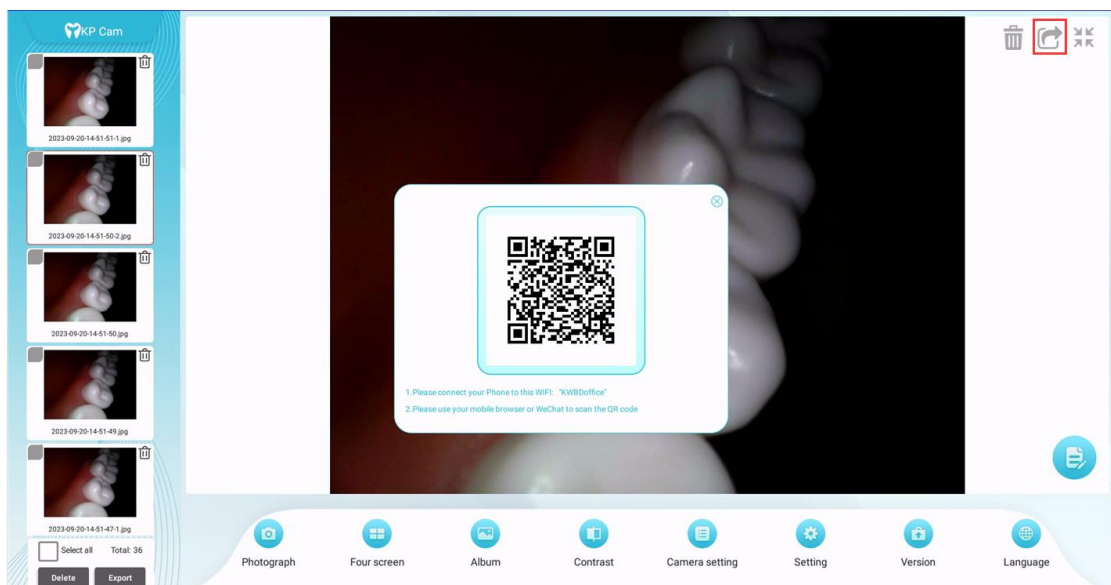 KP Cam
2023-09-20-14-51-51-1.jpg
2023-09-20-14-51-50-2.jpg
2023-09-20-14-51-50.jpg
2023-09-20-14-51-49.jpg
2023-09-20-14-51-47-1.jpg
Select all Total: 36
Delete Export
1.Please connect your Phone to this WIFI: "KWBDoffice"
2.Please use your mobile browser or WeChat to scan the QR code
Photograph Four screen Album Contrast Camera setting Setting Version Language